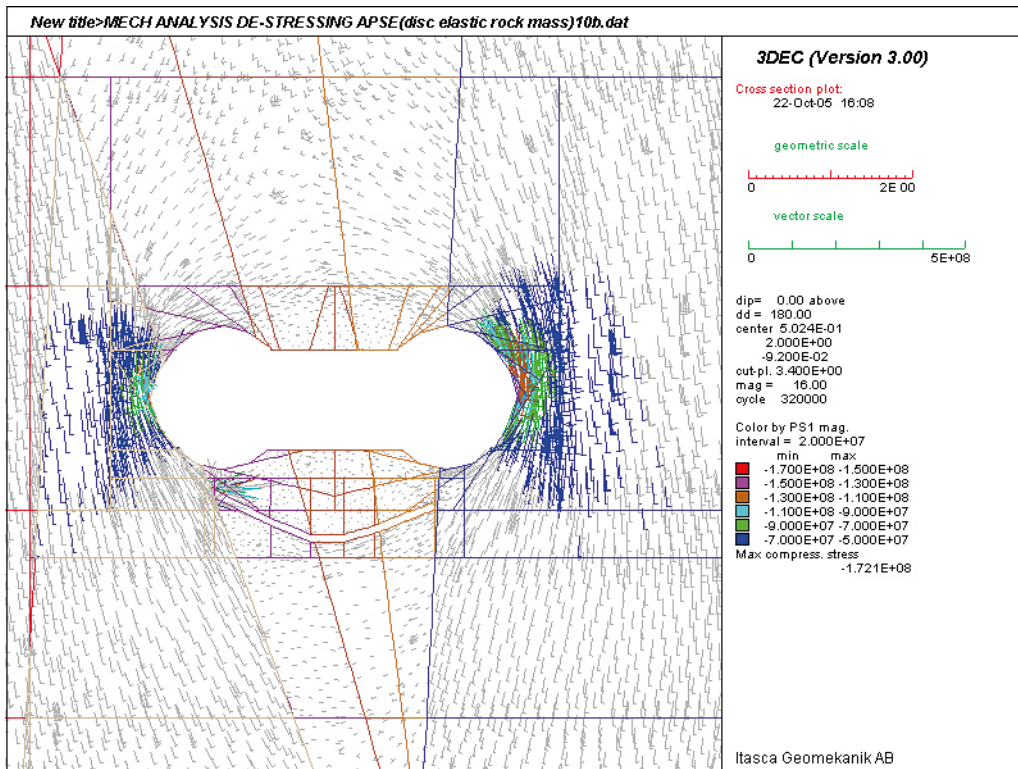 New title>MECH ANALYSIS DE-STRESSING APSE(disc elastic rock mass)10b.dat
3DEC (Version 3.00)
Cross section plot:
22-Oct-05 16:08
geometric scale
0 2E 00
vector scale
0 5E+08
dip= 0.00 above
dd = 180.00
center 5.024E-01
2.000E+00
-9.200E-02
cut-pl. 3.400E+00
mag = 16.00
cycle 320000
Color by PS1 mag.
interval = 2.000E+07
min max
-1.700E+08 -1.500E+08
-1.500E+08 -1.300E+08
-1.300E+08 -1.100E+08
-1.100E+08 -9.000E+07
-9.000E+07 -7.000E+07
-7.000E+07 -5.000E+07
Max compress. stress
-1.721E+08
Itasca Geomekanik AB